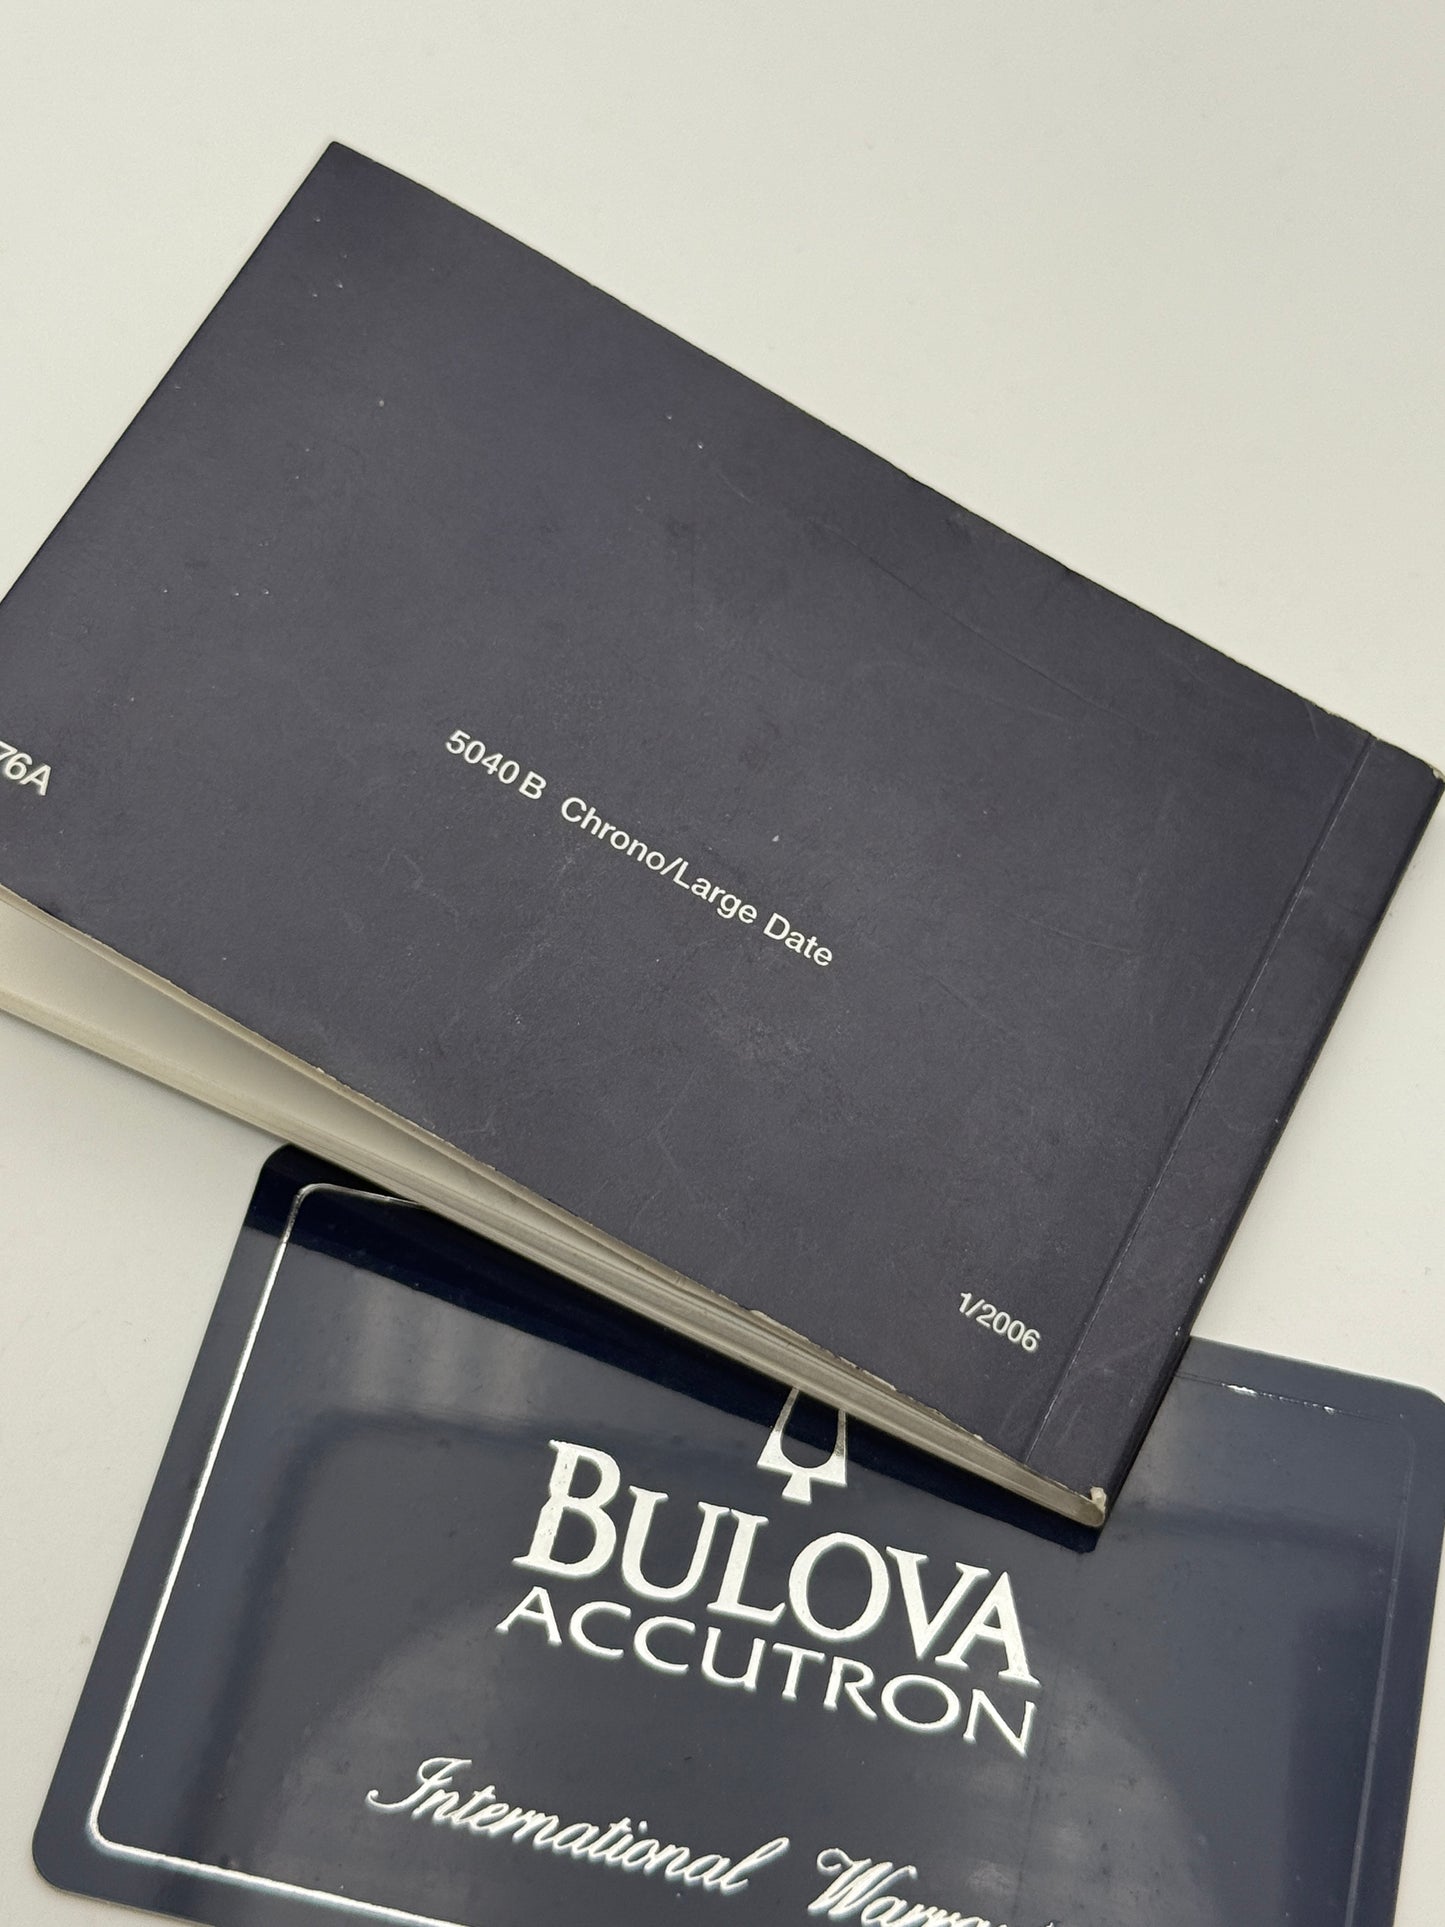 76A
5040 B Chrono/Large Date
1/2006
BULOVA
ACCUTRON
International